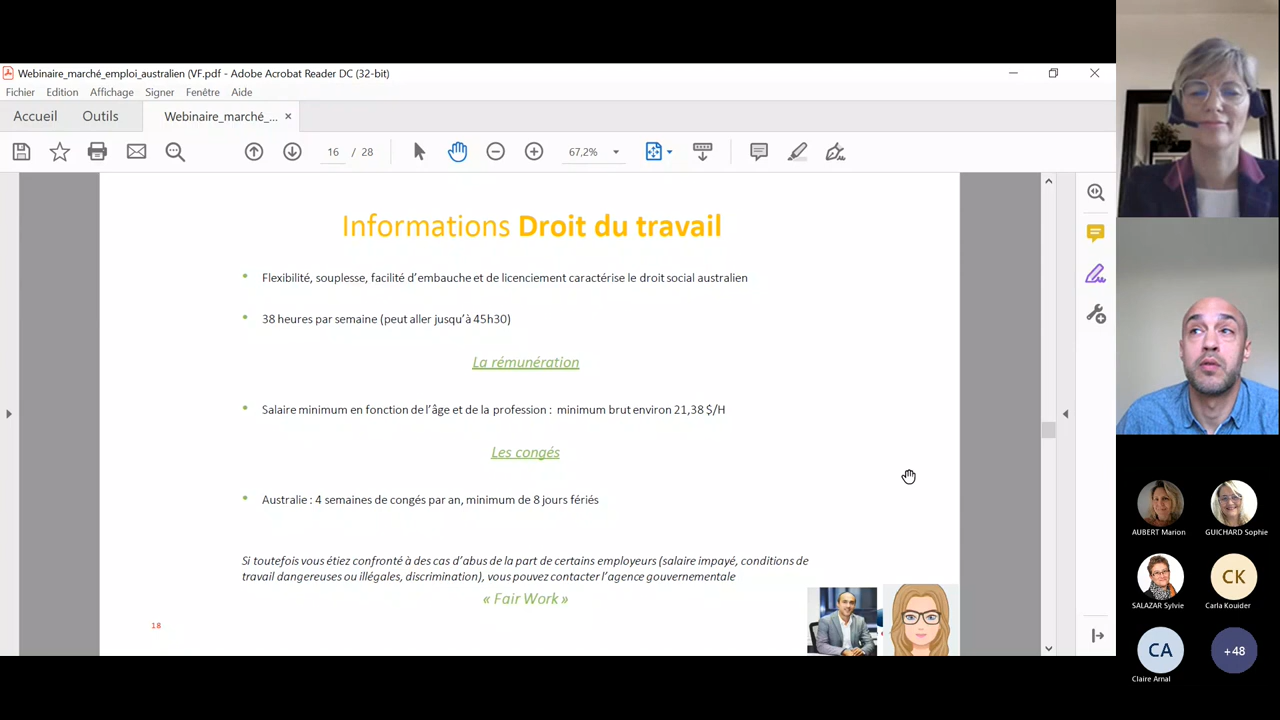 Webinaire_marché_emploi_australien (VF.pdf - Adobe Acrobat Reader DC (32-bit)
Fichier Edition Affichage Signer Fenêtre Aide
Accueil Outils Webinaire_marché_... ×
16 / 28 67,2%
Informations Droit du travail
• Flexibilité, souplesse, facilité d'embauche et de licenciement caractérise le droit social australien
• 38 heures par semaine (peut aller jusqu'à 45h30)
La rémunération
• Salaire minimum en fonction de l'âge et de la profession : minimum brut environ 21,38 $/H
Les congés
• Australie : 4 semaines de congés par an, minimum de 8 jours fériés
Si toutefois vous étiez confronté à des cas d'abus de la part de certains employeurs (salaire impayé, conditions de
travail dangereuses ou illégales, discrimination), vous pouvez contacter l'agence gouvernementale
« Fair Work »
18
AUBERT Marion GUICHARD Sophie
CK
SALAZAR Sylvie Carla Kouider
CA +48
Claire Arnal